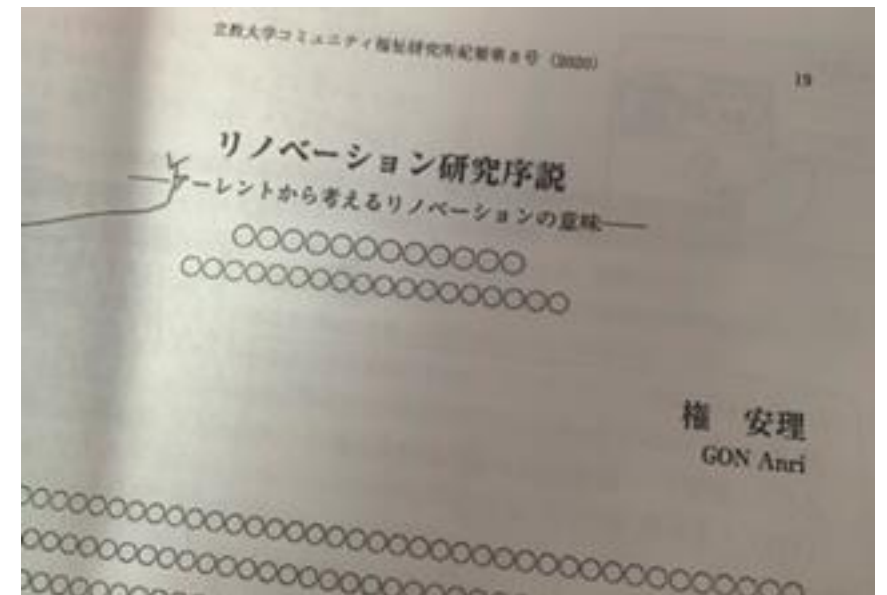 立教大学コミュニティ福祉研究所紀要第8号（2020）
19
リノベーション研究序説
――アーレントから考えるリノベーションの意味――
○○○○○○○○○○○○
○○○○○○○○○○○○○○○○○○
権　安理
GON Anri
○○○○○○○○○○○○○○○○○○○○○○○○○○○○○○○○○○
○○○○○○○○○○○○○○○○○○○○○○○○○○○○
○○○○○○○○○○○○○○○○○